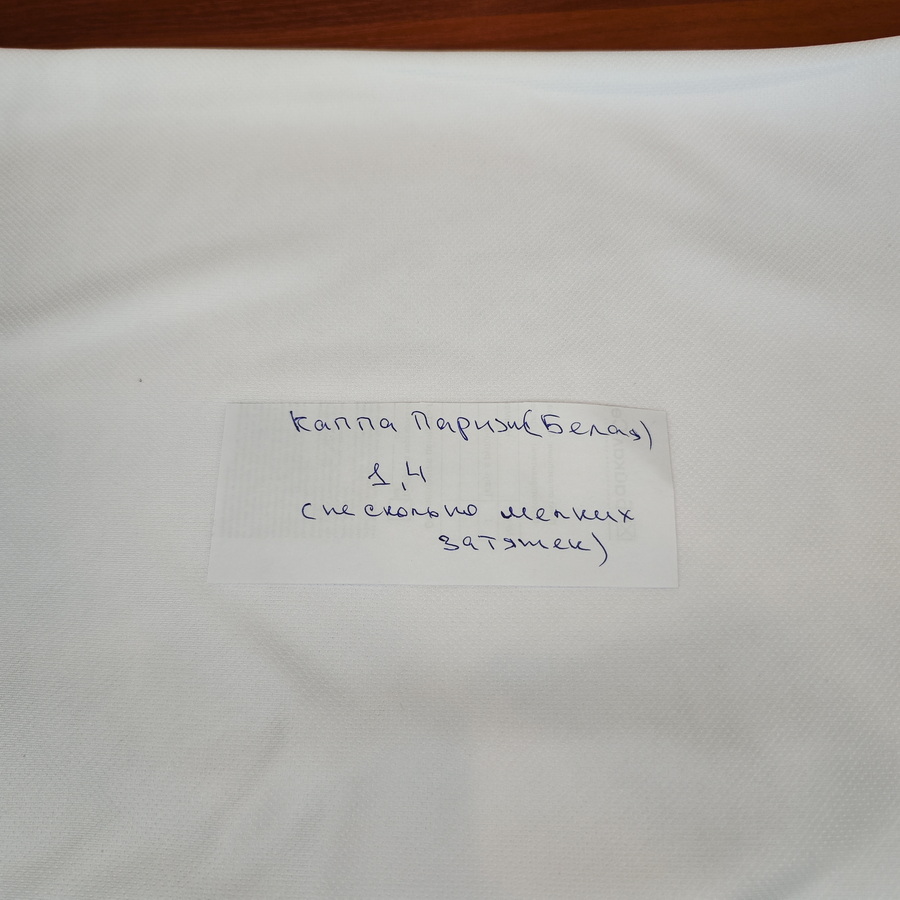 Каппа Париж(Белая)
1,4
(несколько мелких
затяжек)